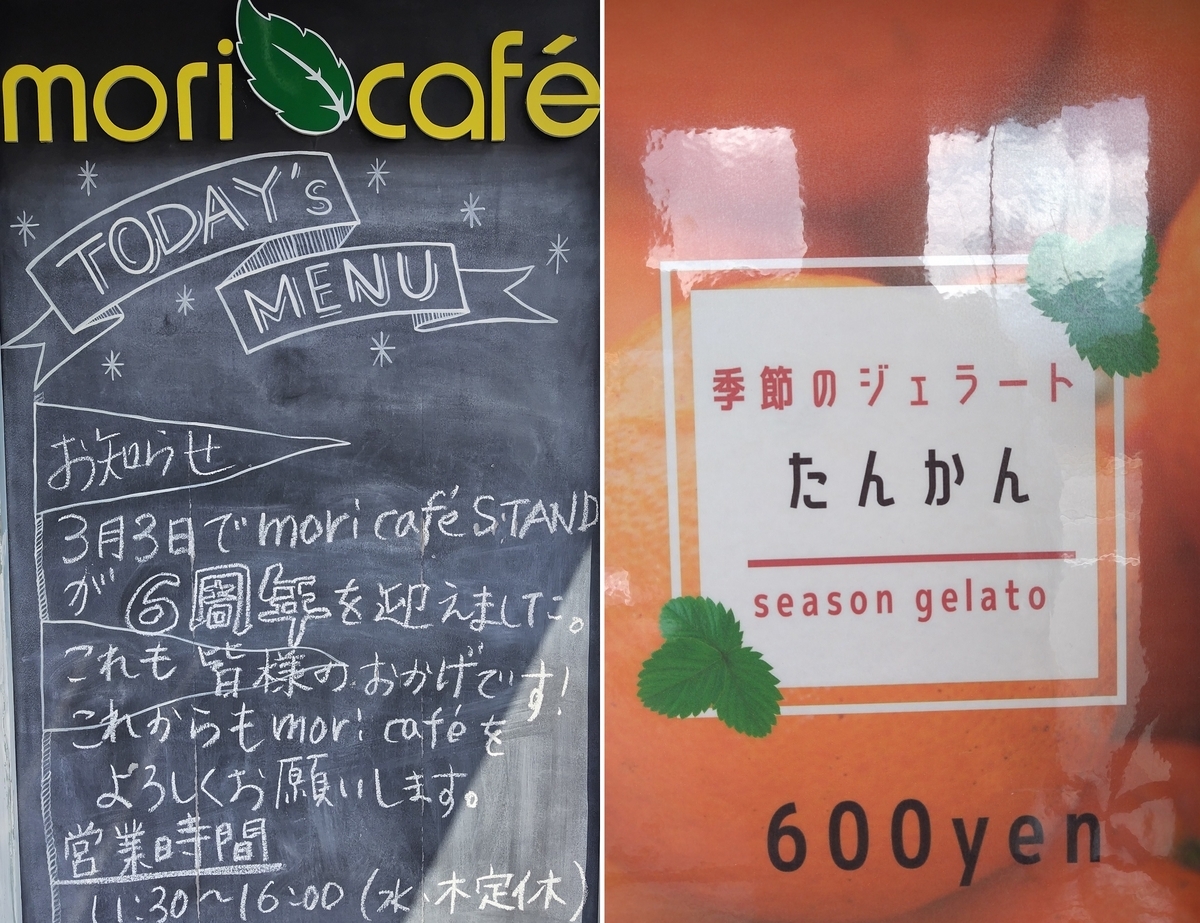 mori café
TODAY's
MENU
お知らせ
3月3日でmori café STAND
が 6周年を迎えました。
これも皆様のおかげです!
これからもmori caféを
よろしくお願いします。
営業時間
11:30～16:00(水、木定休)
季節のジェラート
たんかん
season gelato
600yen